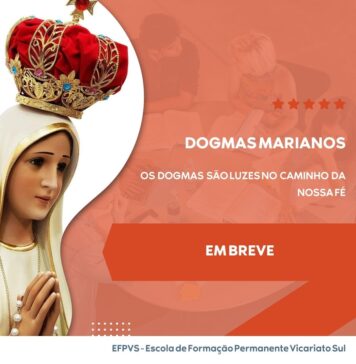 DOGMAS MARIANOS
OS DOGMAS SÃO LUZES NO CAMINHO DA
NOSSA FÉ
EM BREVE
EFPVS - Escola de Formação Permanente Vicariato Sul